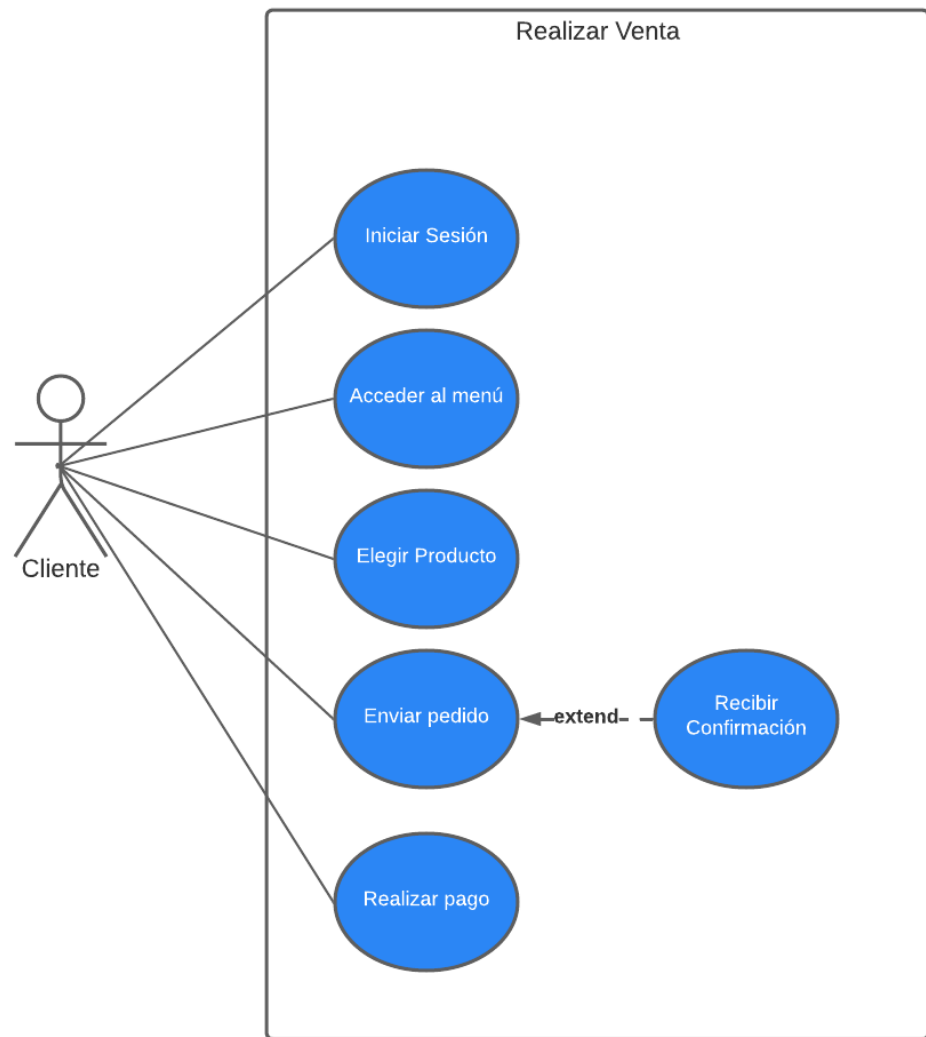 Realizar Venta
Iniciar Sesión
Acceder al menú
Elegir Producto
Cliente
Enviar pedido
extend
Recibir
Confirmación
Realizar pago